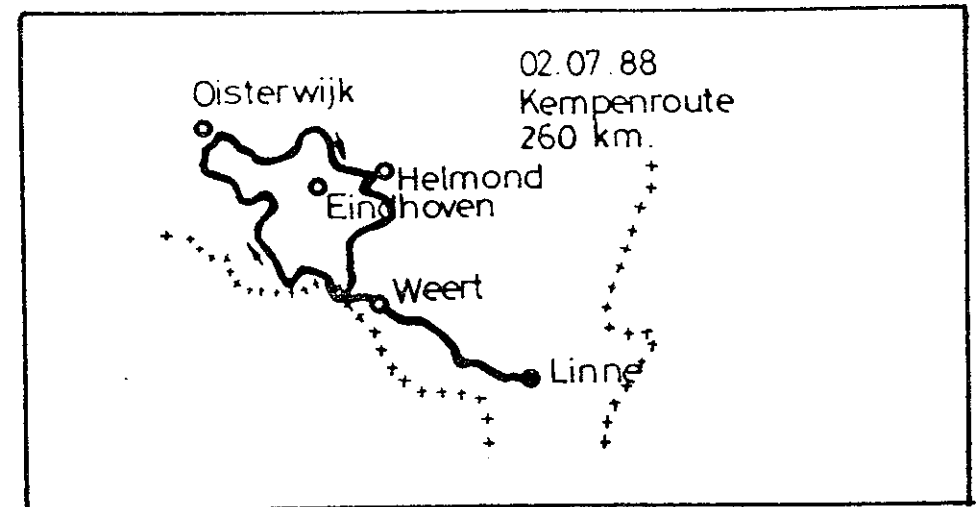 02.07.88
Kempenroute
260 km.
Oisterwijk
Helmond
Eindhoven
Weert
Linne